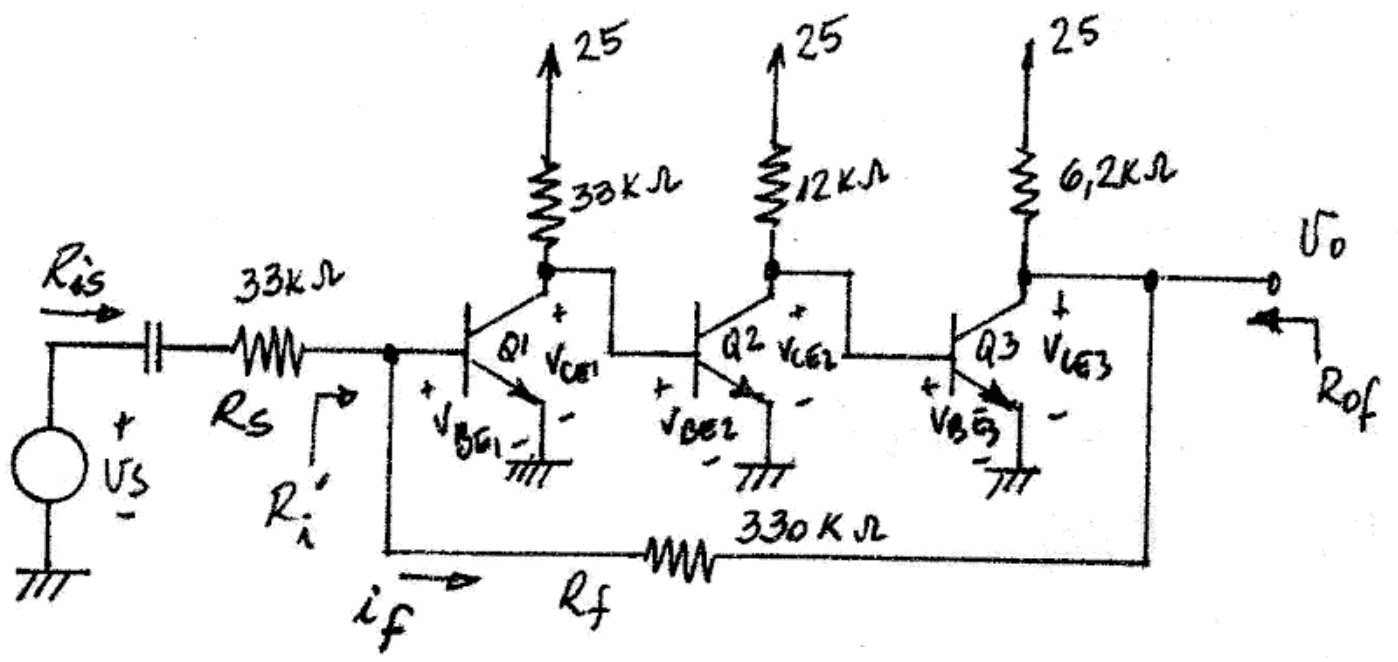 25
25
25
33KΩ
12KΩ
6,2KΩ
Vo
Ris
33KΩ
Rs
Q1
+
VCE1
-
Q2
+
VCE2
-
Q3
+
VCE3
-
+
VBE1
-
+
VBE2
-
+
VBE3
-
Rof
+
Vs
-
Ri'
330KΩ
if
Rf